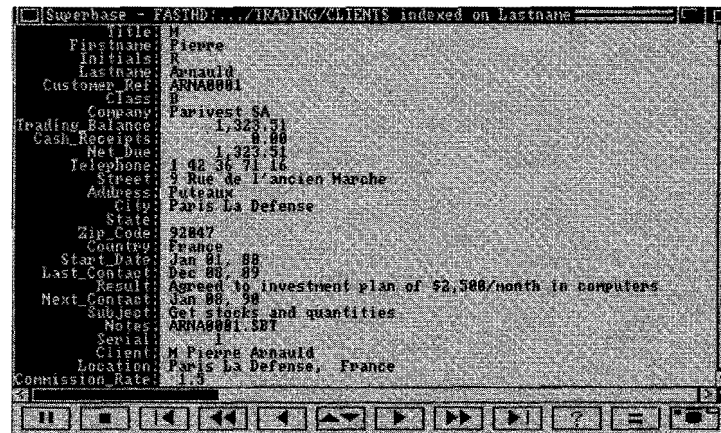 Superbase - FASTHD:.../TRADING/CLIENTS indexed on Lastname
Title: M
Firstname: Pierre
Initials: R
Lastname: Arnauld
Customer_Ref: ARNA0001
Class: B
Company: Parivest SA
Trading_Balance: 1,323.51
Cash_Receipts: 0.00
Net_Due: 1,323.51
Telephone: 1 42 36 71 16
Street: 9 Rue de l'ancien Marche
Address: Puteaux
City: Paris La Defense
State:
Zip_Code: 92047
Country: France
Start_Date: Jan 01, 80
Last_Contact: Dec 08, 89
Result: Agreed to investment plan of $2,500/month in computers
Next_Contact: Jan 08, 90
Subject: Get stocks and quantities
Notes: ARNA0001.SBT
Serial: 1
Client: M Pierre Arnauld
Location: Paris La Defense, France
Commission_Rate: 1.5
? =